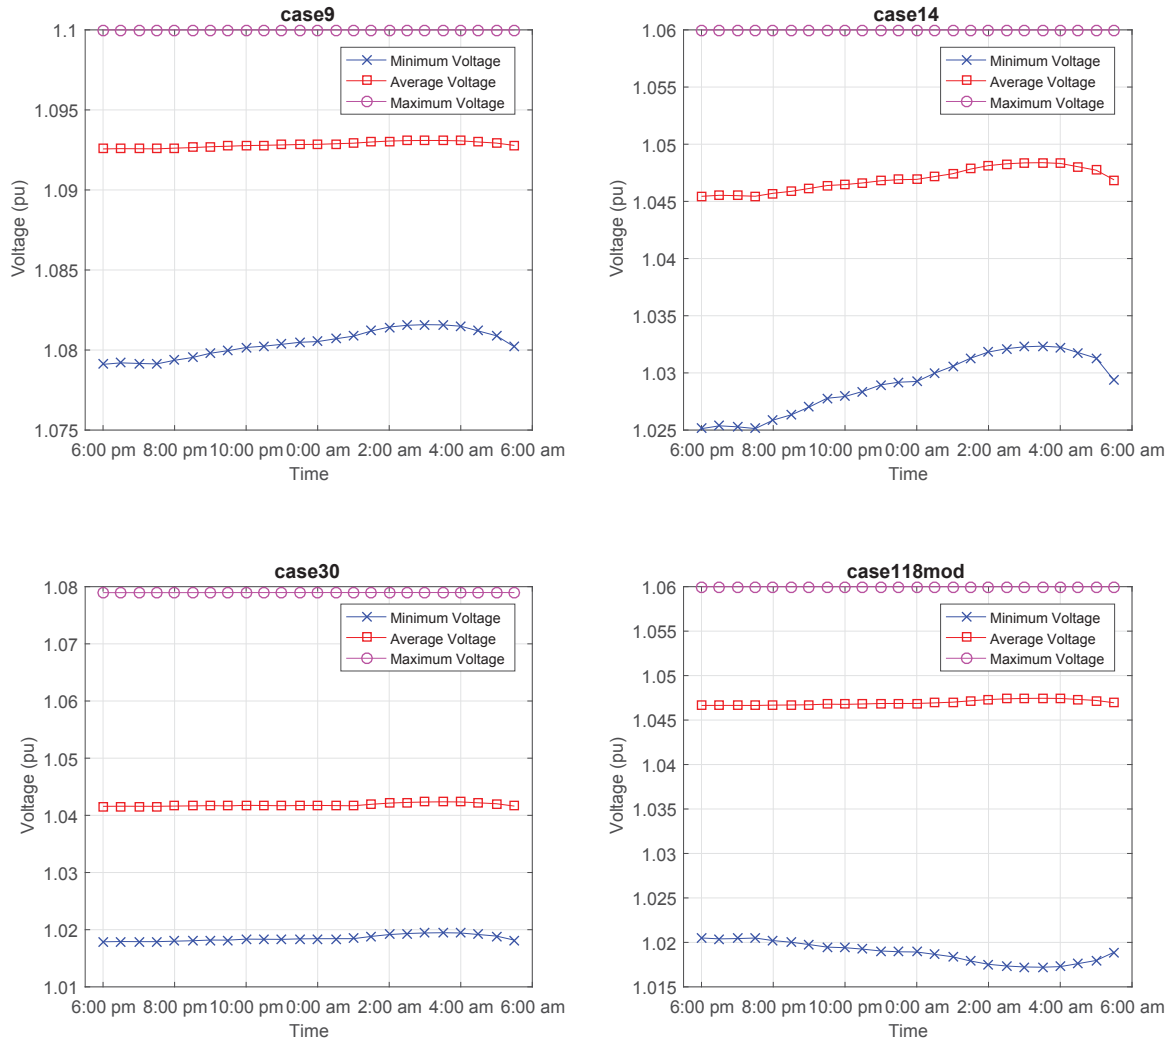 case9
1.1
1.095
1.09
1.085
1.08
1.075
Voltage (pu)
Minimum Voltage
Average Voltage
Maximum Voltage
6:00 pm 8:00 pm 10:00 pm 0:00 am 2:00 am 4:00 am 6:00 am
Time
case14
1.06
1.055
1.05
1.045
1.04
1.035
1.03
1.025
Voltage (pu)
Minimum Voltage
Average Voltage
Maximum Voltage
6:00 pm 8:00 pm 10:00 pm 0:00 am 2:00 am 4:00 am 6:00 am
Time
case30
1.08
1.07
1.06
1.05
1.04
1.03
1.02
1.01
Voltage (pu)
Minimum Voltage
Average Voltage
Maximum Voltage
6:00 pm 8:00 pm 10:00 pm 0:00 am 2:00 am 4:00 am 6:00 am
Time
case118mod
1.06
1.055
1.05
1.045
1.04
1.035
1.03
1.025
1.02
1.015
Voltage (pu)
Minimum Voltage
Average Voltage
Maximum Voltage
6:00 pm 8:00 pm 10:00 pm 0:00 am 2:00 am 4:00 am 6:00 am
Time